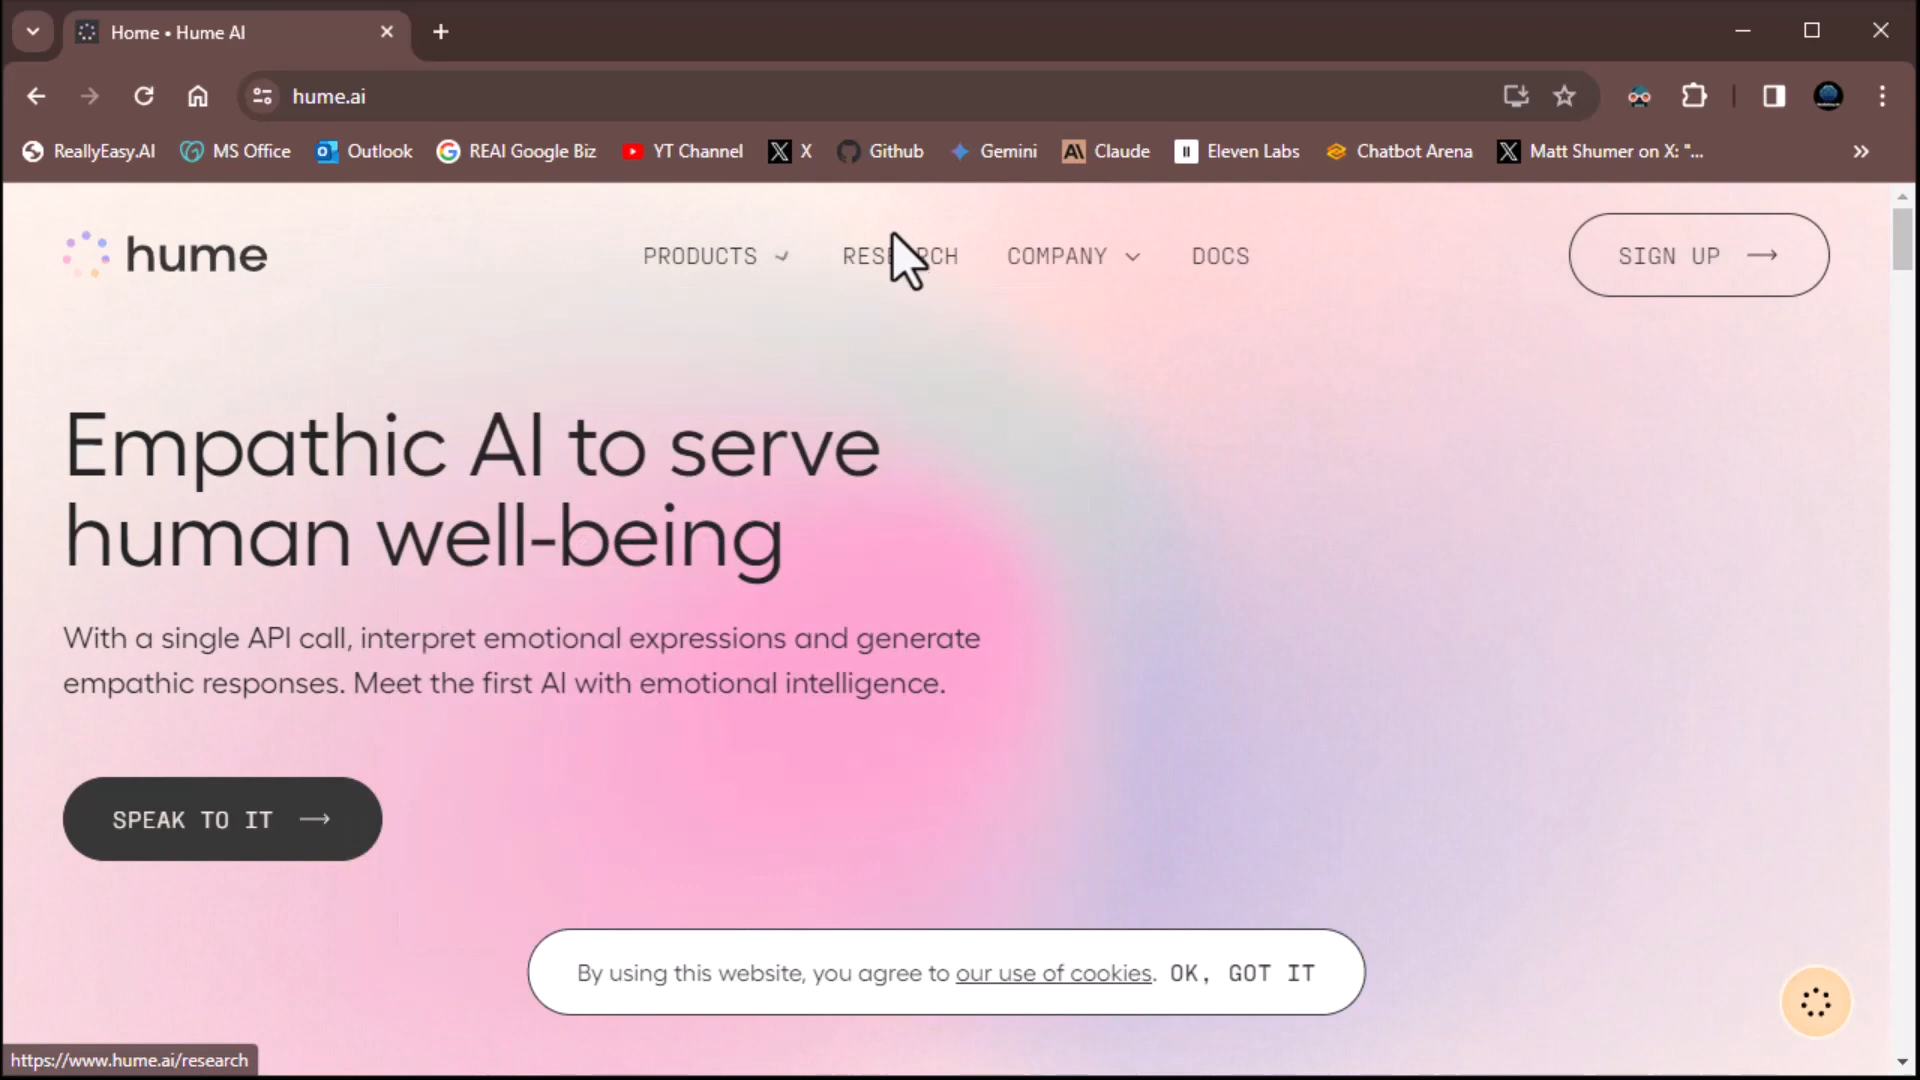 Home • Hume AI
hume.ai
ReallyEasy.AI MS Office Outlook REAI Google Biz YT Channel X Github Gemini Claude Eleven Labs Chatbot Arena Matt Shumer on X: "...
hume PRODUCTS RESEARCH COMPANY DOCS SIGN UP
Empathic AI to serve
human well-being
With a single API call, interpret emotional expressions and generate
empathic responses. Meet the first AI with emotional intelligence.
SPEAK TO IT
By using this website, you agree to our use of cookies. OK, GOT IT
https://www.hume.ai/research